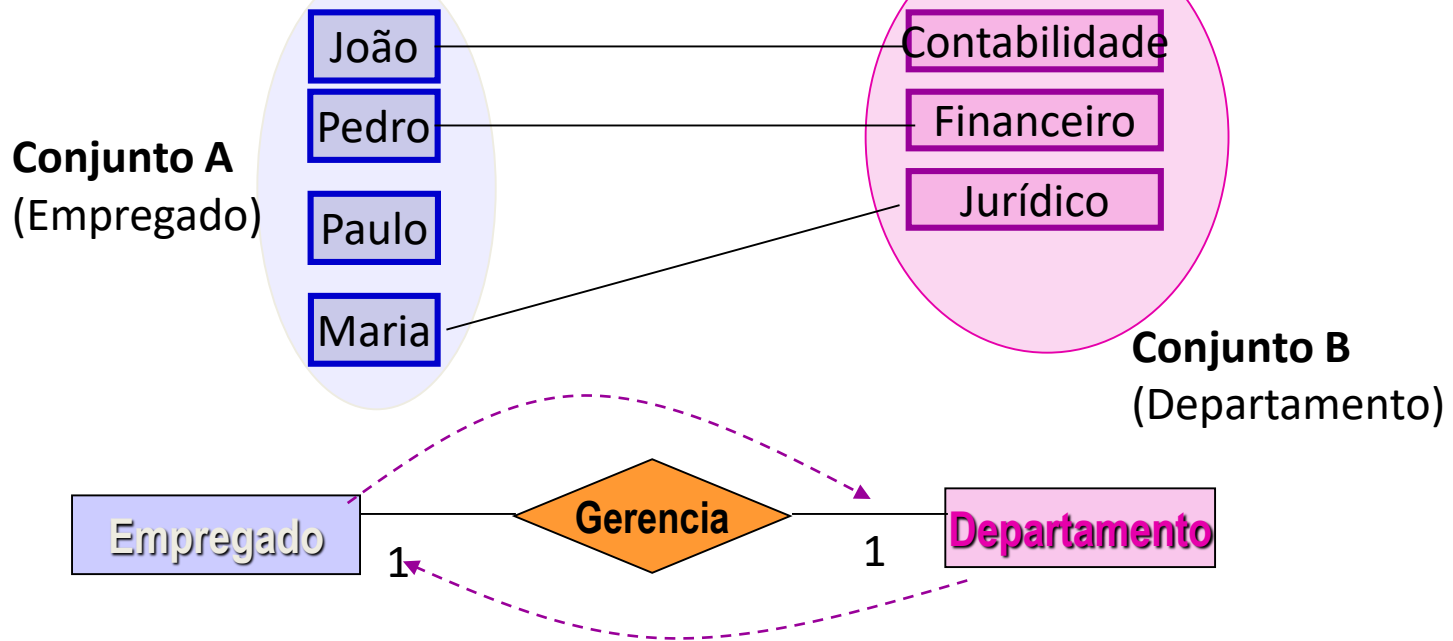 João
Contabilidade
Pedro
Financeiro
Conjunto A
(Empregado)
Jurídico
Paulo
Maria
Conjunto B
(Departamento)
Empregado
1
Gerencia
1
Departamento